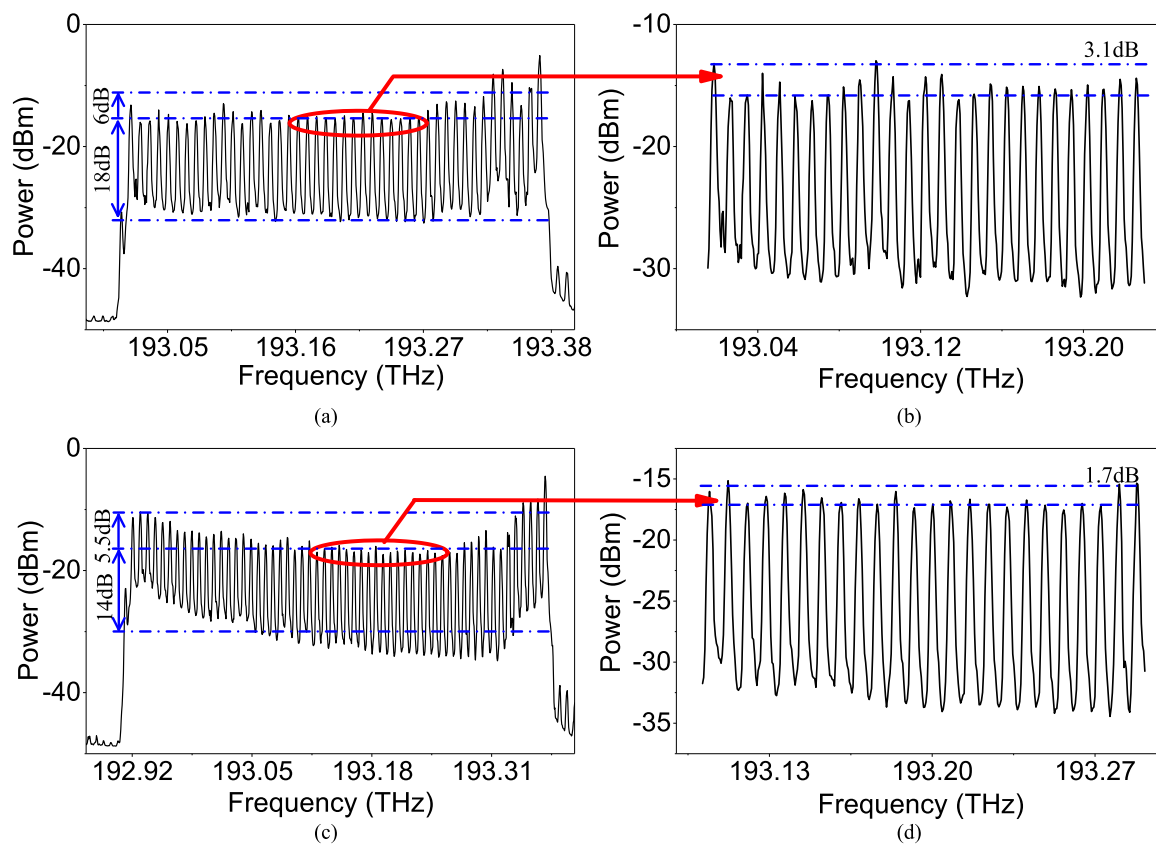 0
-20
-40
Power (dBm)
6dB
18dB
193.05
193.16
193.27
193.38
Frequency (THz)
(a)
-10
-20
-30
Power (dBm)
3.1dB
193.04
193.12
193.20
Frequency (THz)
(b)
0
-20
-40
Power (dBm)
5.5dB
14dB
192.92
193.05
193.18
193.31
Frequency (THz)
(c)
-15
-20
-25
-30
-35
Power (dBm)
1.7dB
193.13
193.20
193.27
Frequency (THz)
(d)